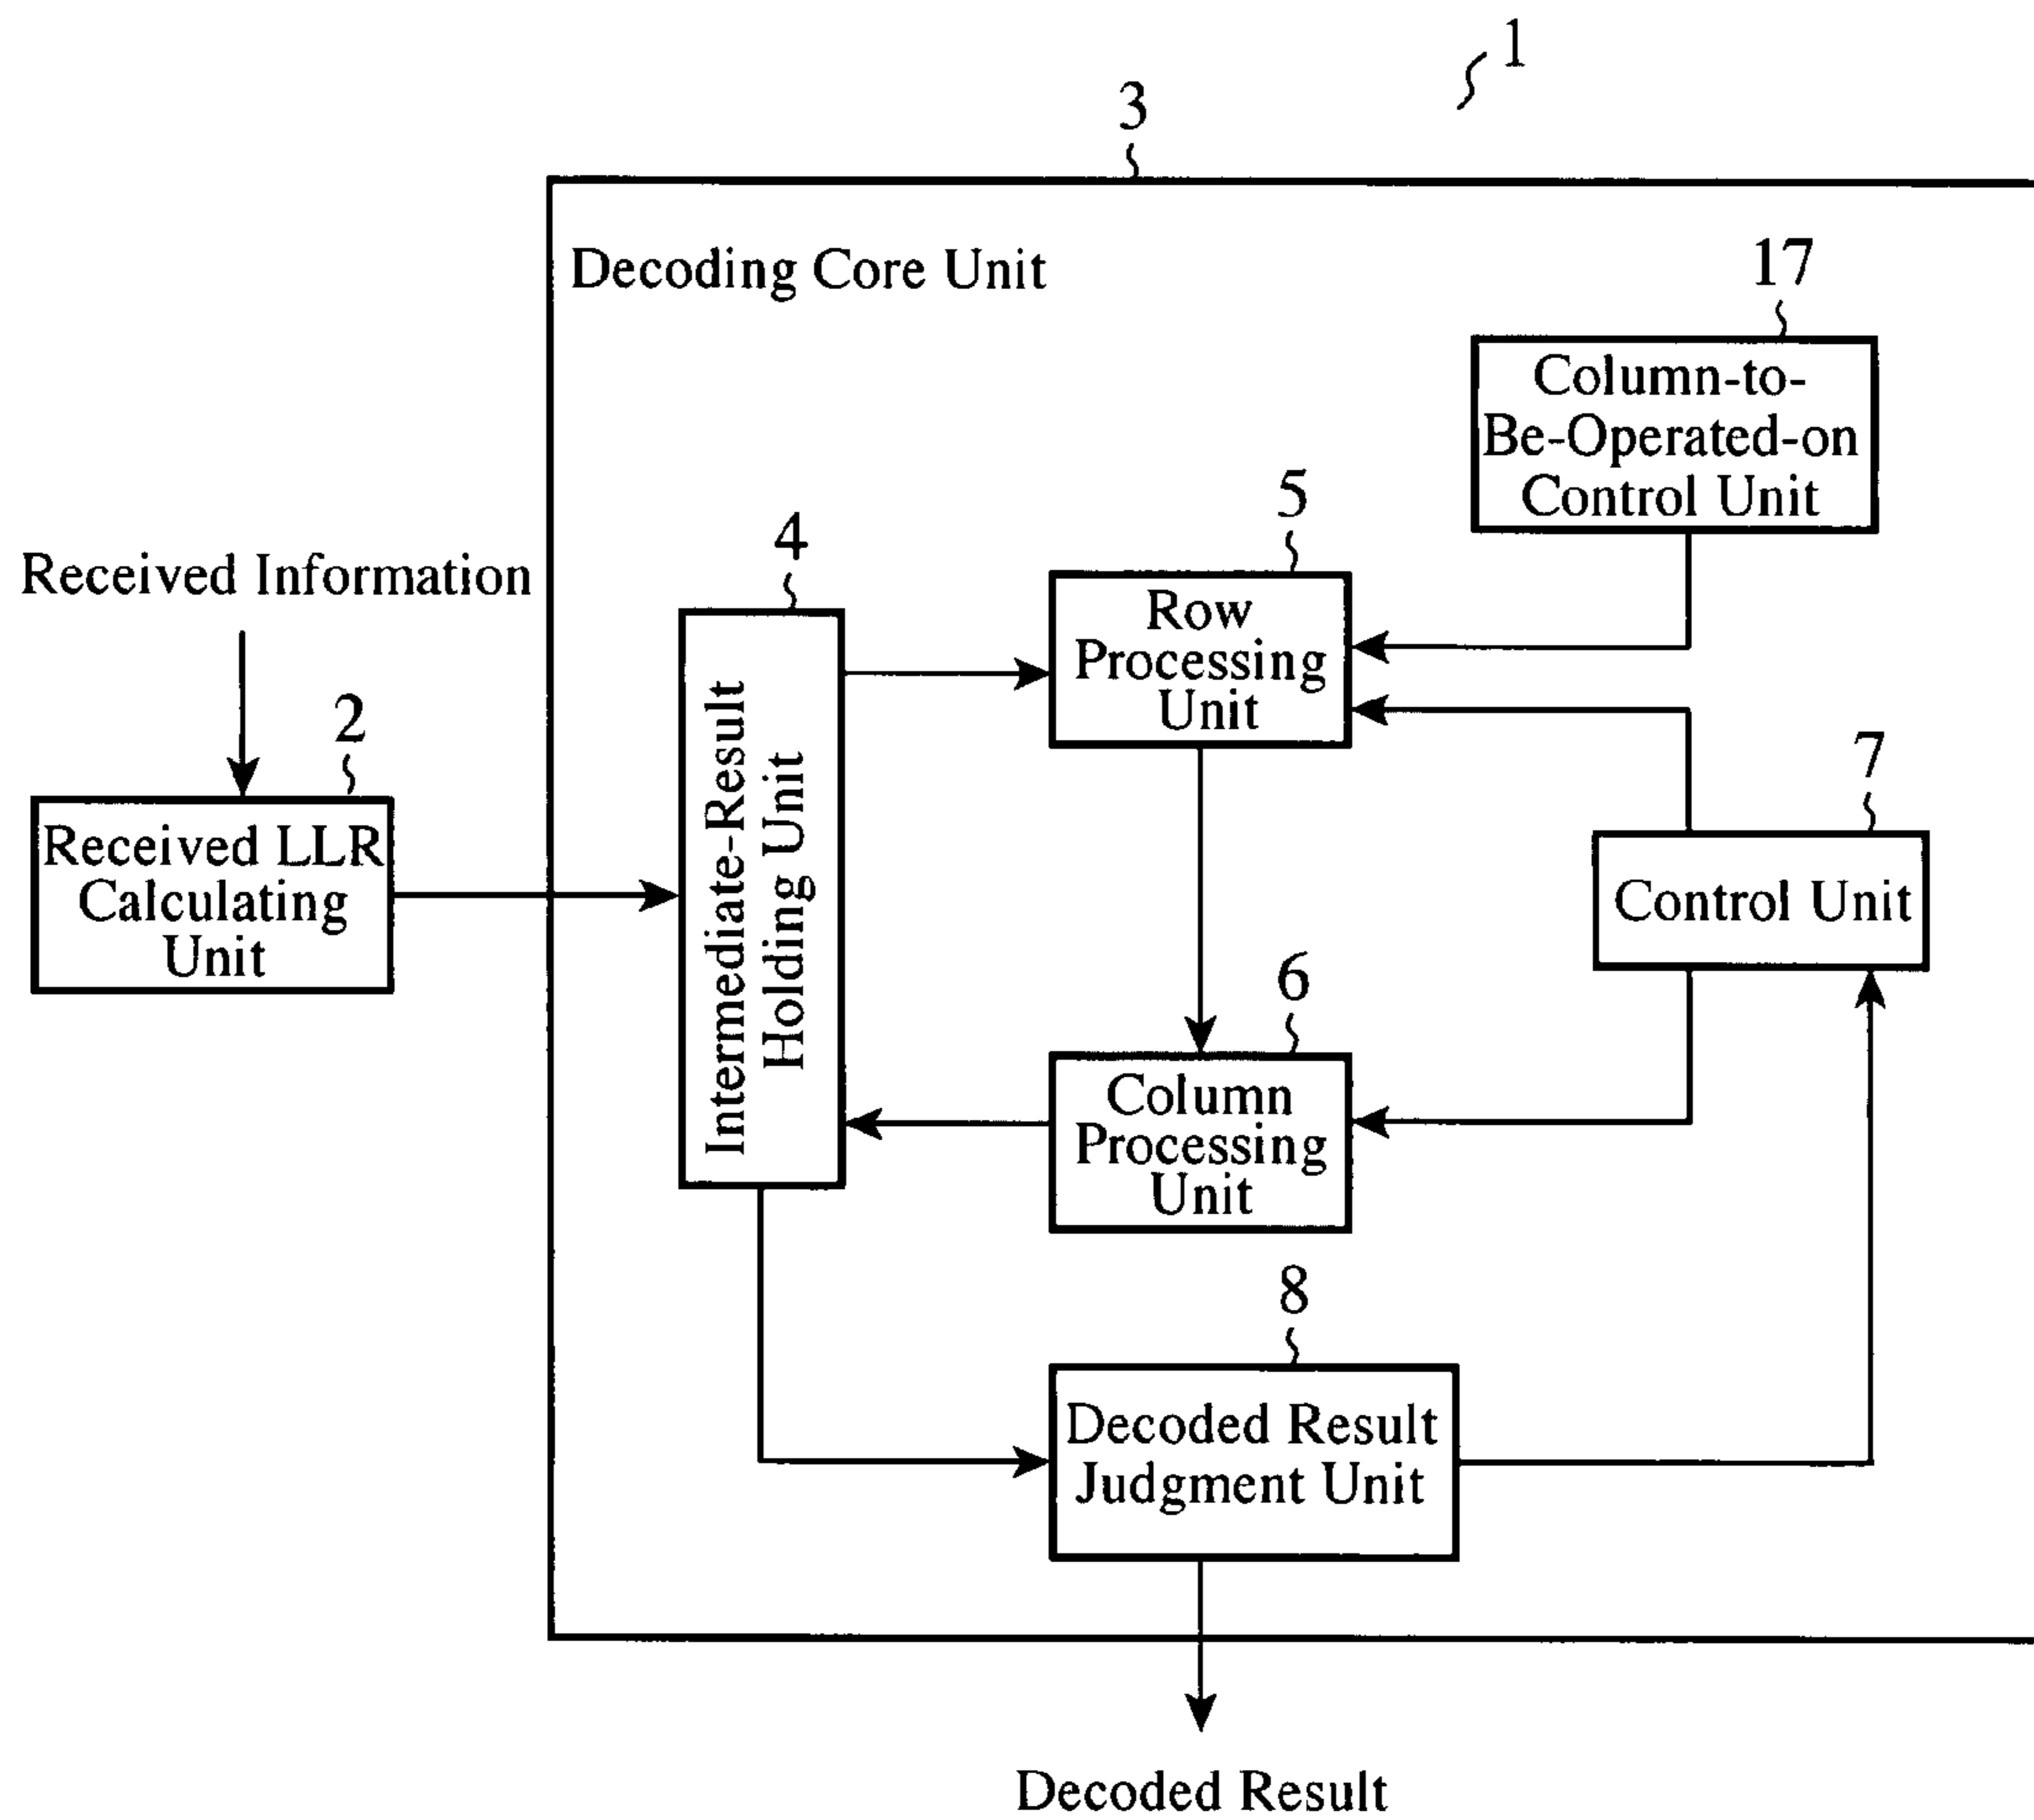 1
3
Decoding Core Unit
17
Column-to-
Be-Operated-on
Control Unit
5
Row
Processing
Unit
4
Intermediate-Result
Holding Unit
Received Information
2
Received LLR
Calculating
Unit
7
Control Unit
6
Column
Processing
Unit
8
Decoded Result
Judgment Unit
Decoded Result